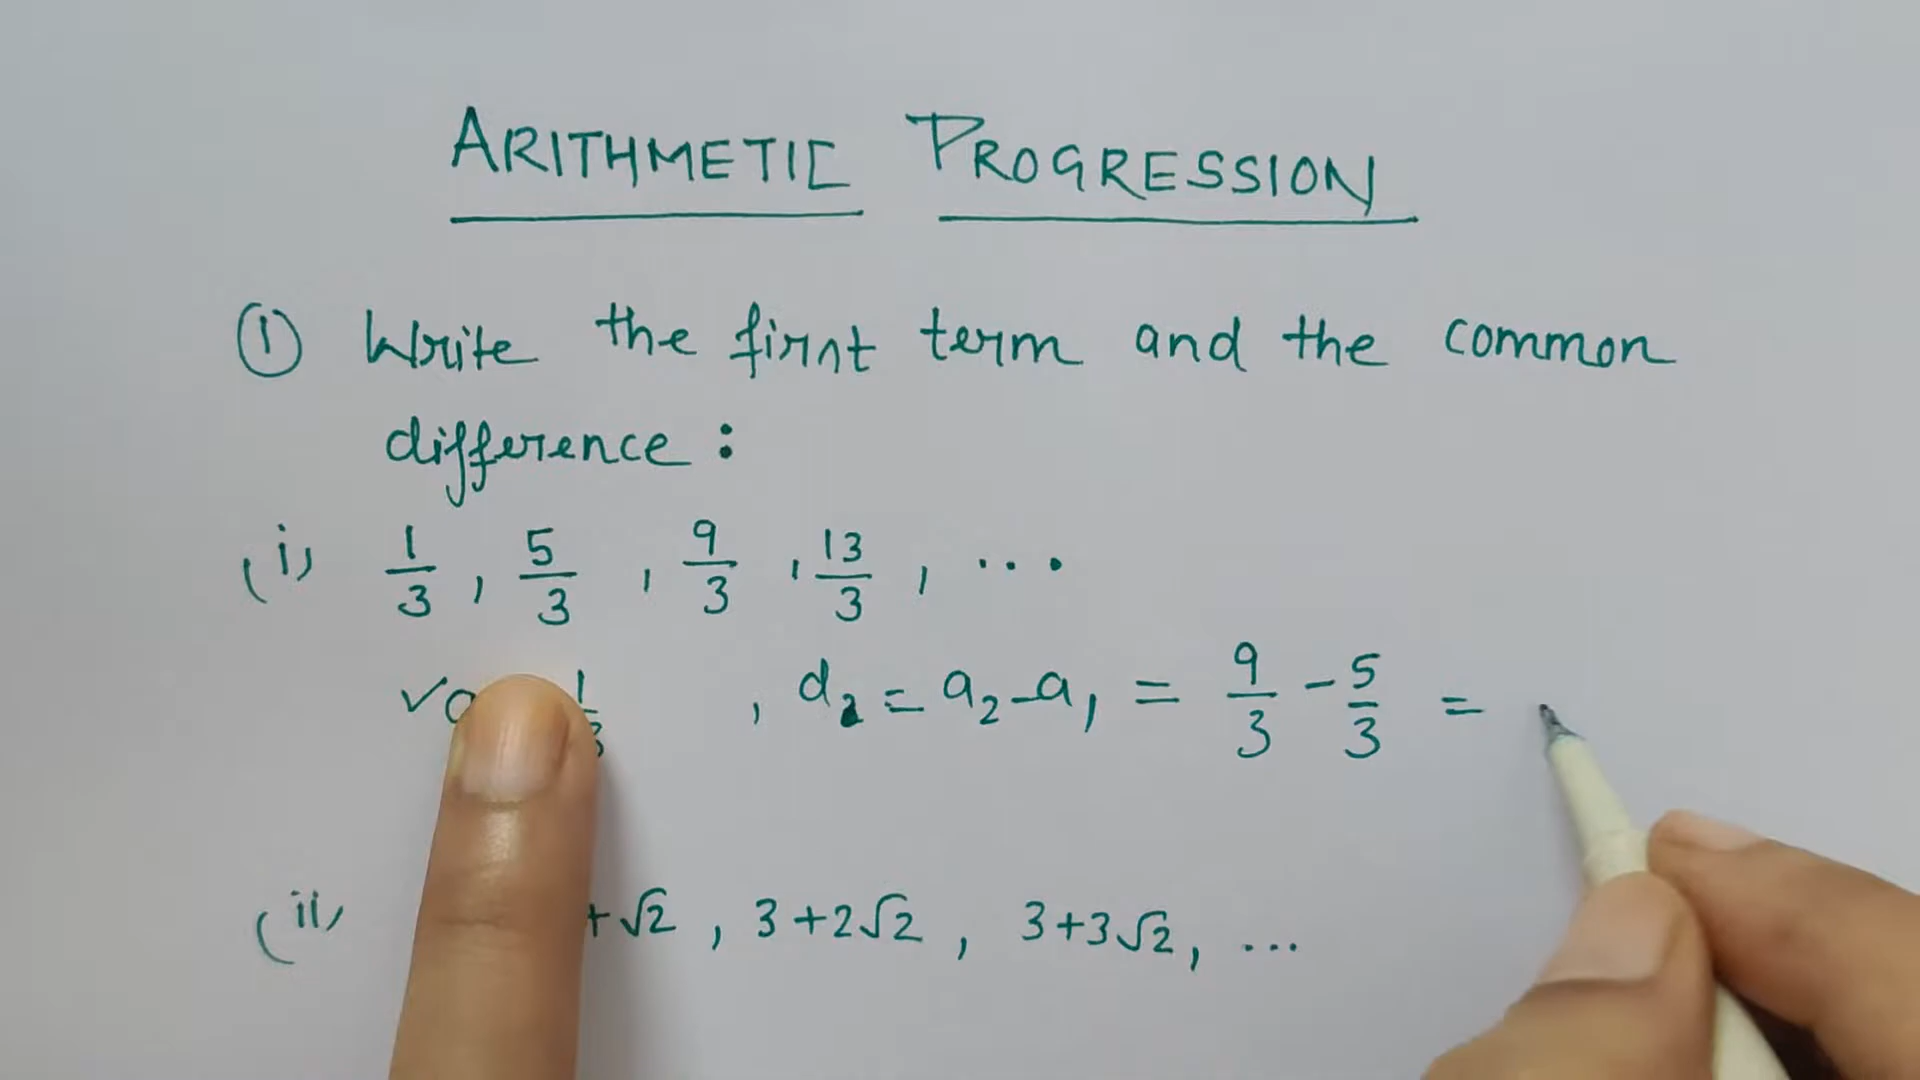 ARITHMETIC PROGRESSION
① Write the first term and the common
difference :
(i) 1/3 , 5/3 , 9/3 , 13/3 , ...
, d₂ = a₂-a₁ = 9/3 - 5/3 =
(ii) +√2 , 3+2√2 , 3+3√2 , ...